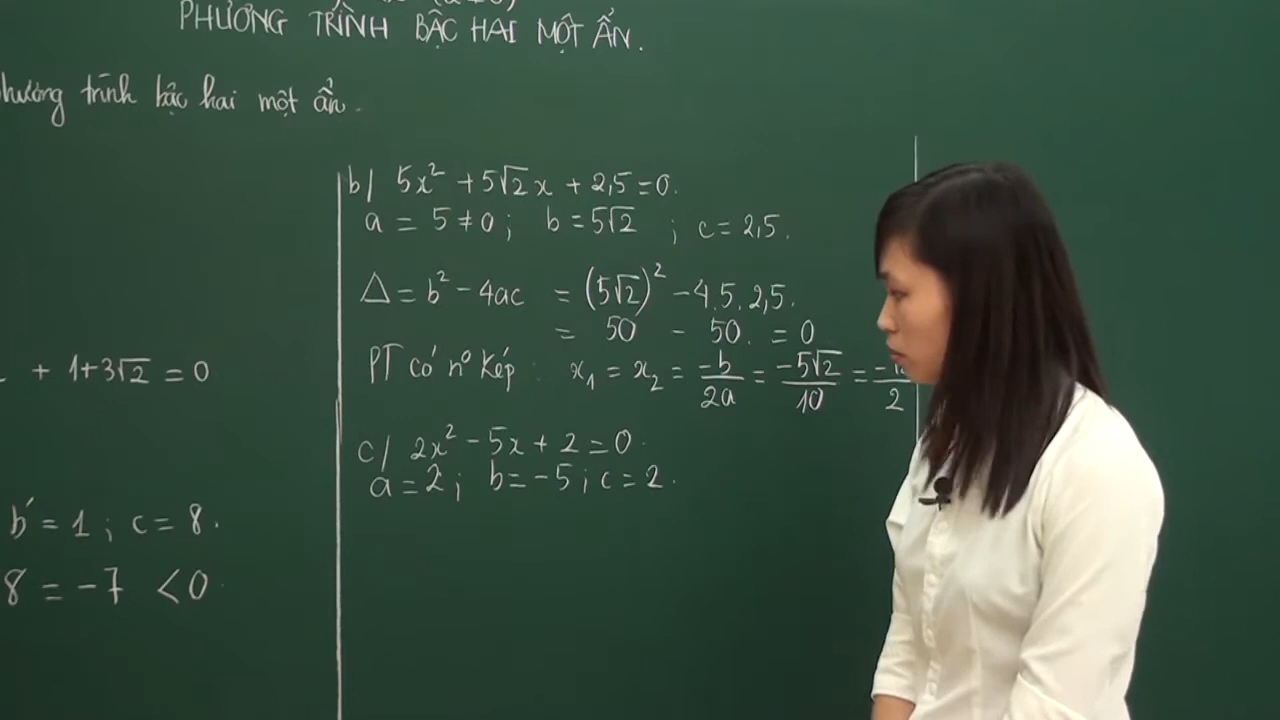 PHƯƠNG TRÌNH BẬC HAI MỘT ẨN.
phương trình bậc hai một ẩn.
+ 1+3√2 = 0
b' = 1 ; c = 8.
8 = -7 < 0
b/ 5x² + 5√2 x + 2,5 = 0.
a = 5 ≠ 0 ; b = 5√2 ; c = 2,5.
Δ = b² - 4ac = (5√2)² - 4.5.2,5.
= 50 - 50. = 0
PT có n° kép : x₁ = x₂ = -b/2a = -5√2/10 =
c/ 2x² - 5x + 2 = 0.
a = 2 ; b = -5 ; c = 2.